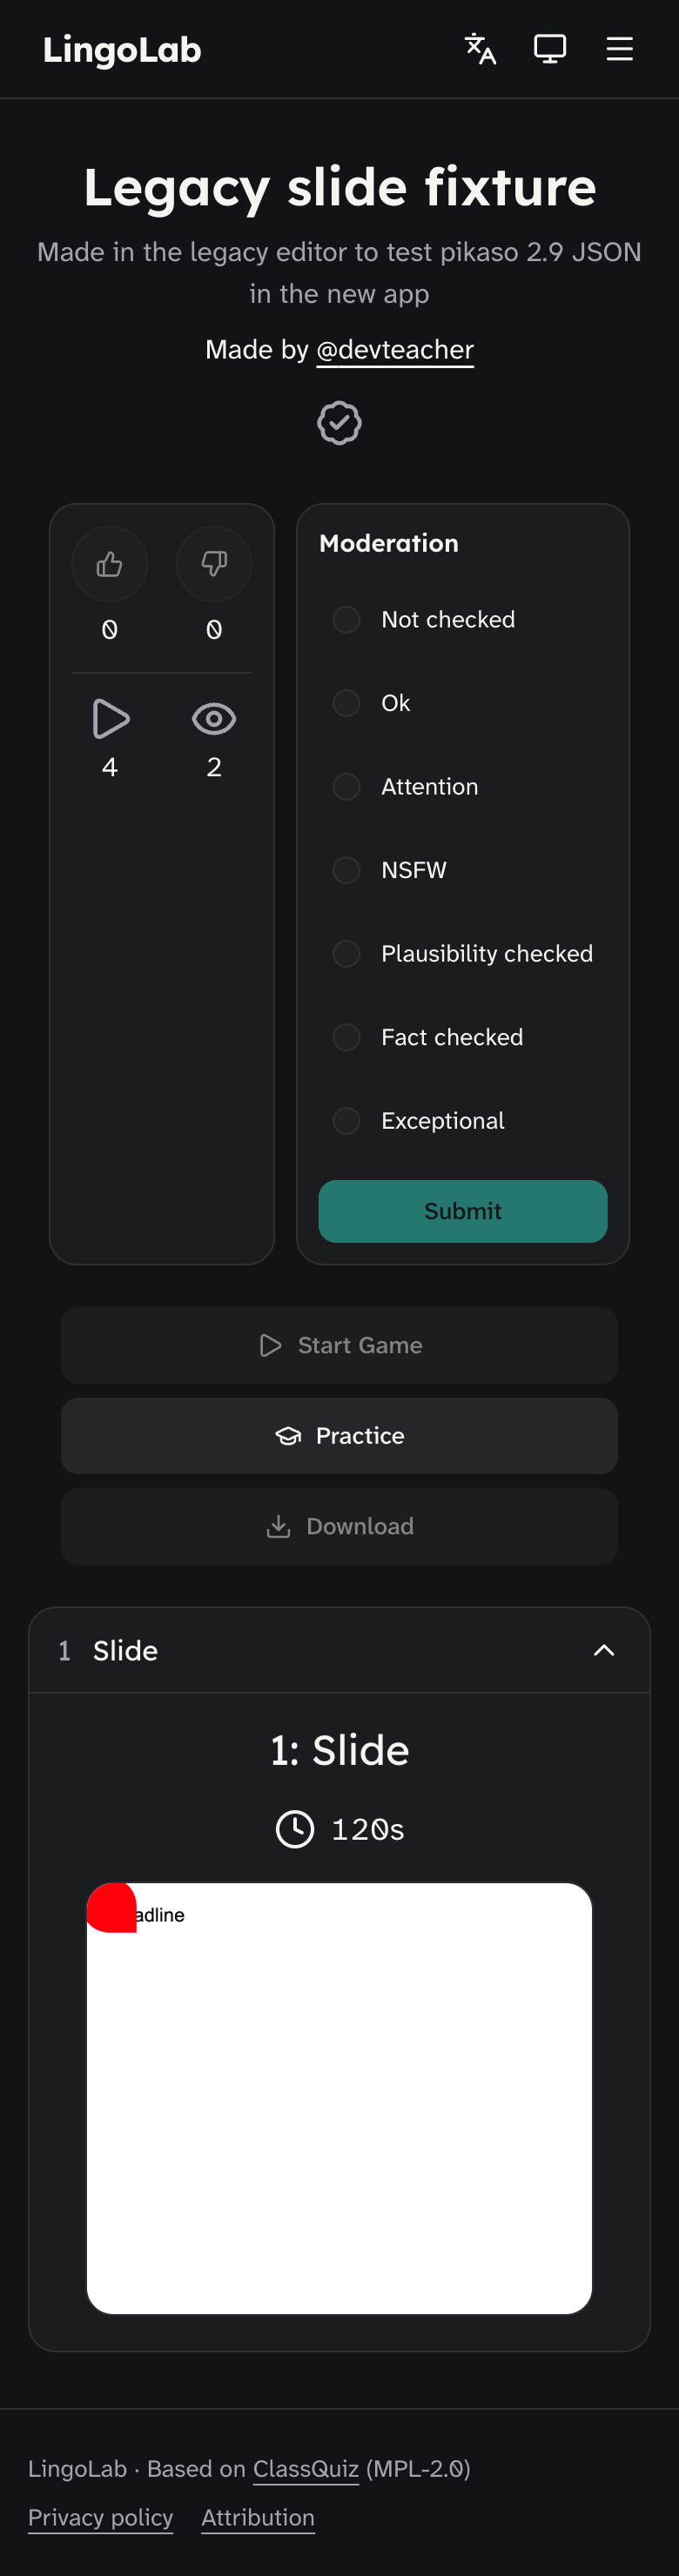 LingoLab
Legacy slide fixture
Made in the legacy editor to test pikaso 2.9 JSON
in the new app
Made by @devteacher
0 0
4 2
Moderation
Not checked
Ok
Attention
NSFW
Plausibility checked
Fact checked
Exceptional
Submit
Start Game
Practice
Download
1 Slide
1: Slide
120s
adline
LingoLab · Based on ClassQuiz (MPL-2.0)
Privacy policy Attribution